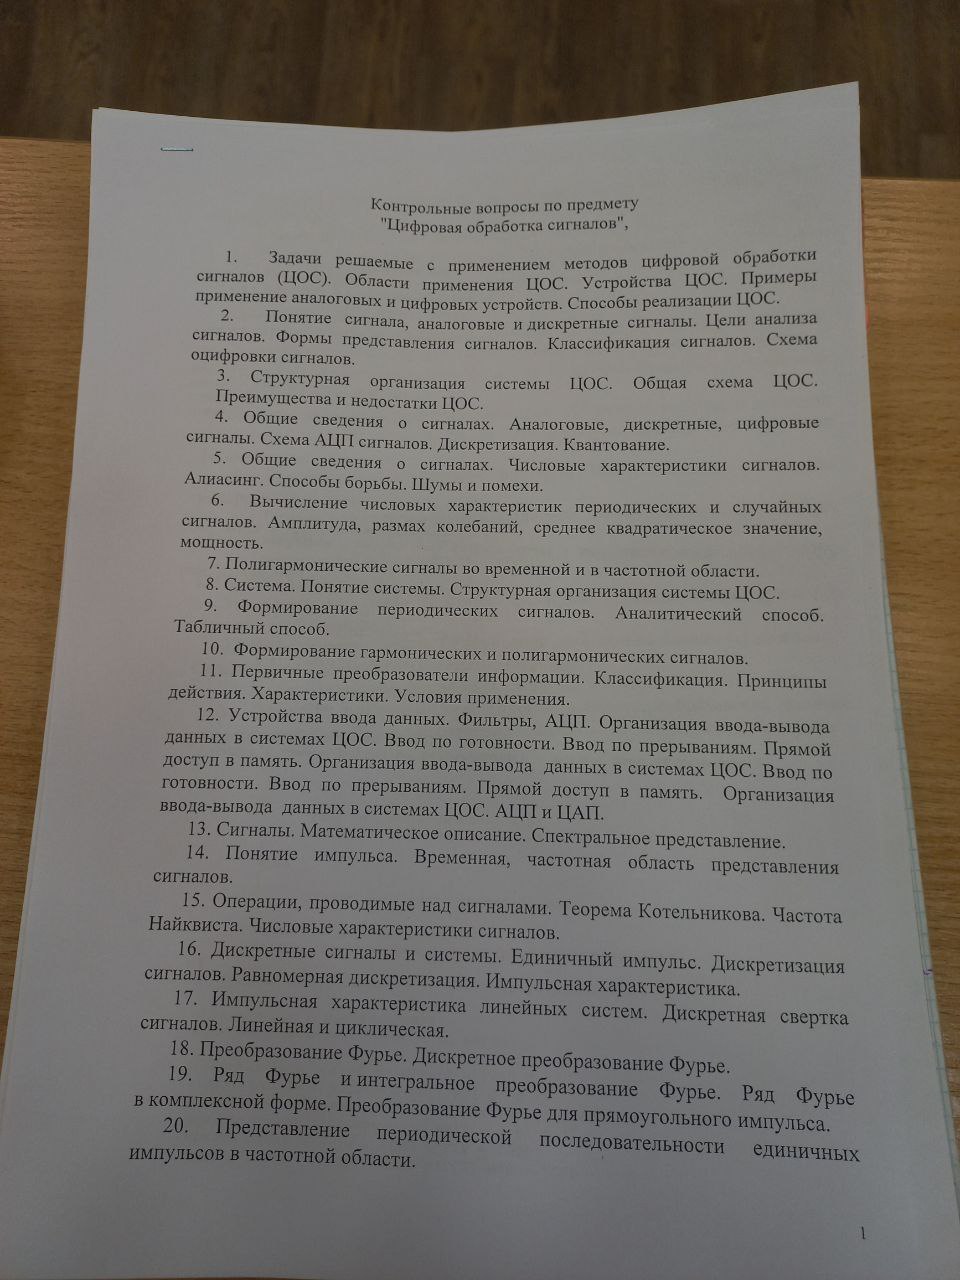 Контрольные вопросы по предмету
"Цифровая обработка сигналов",
1. Задачи решаемые с применением методов цифровой обработки
сигналов (ЦОС). Области применения ЦОС. Устройства ЦОС. Примеры
применение аналоговых и цифровых устройств. Способы реализации ЦОС.
2. Понятие сигнала, аналоговые и дискретные сигналы. Цели анализа
сигналов. Формы представления сигналов. Классификация сигналов. Схема
оцифровки сигналов.
3. Структурная организация системы ЦОС. Общая схема ЦОС.
Преимущества и недостатки ЦОС.
4. Общие сведения о сигналах. Аналоговые, дискретные, цифровые
сигналы. Схема АЦП сигналов. Дискретизация. Квантование.
5. Общие сведения о сигналах. Числовые характеристики сигналов.
Алиасинг. Способы борьбы. Шумы и помехи.
6. Вычисление числовых характеристик периодических и случайных
сигналов. Амплитуда, размах колебаний, среднее квадратическое значение,
мощность.
7. Полигармонические сигналы во временной и в частотной области.
8. Система. Понятие системы. Структурная организация системы ЦОС.
9. Формирование периодических сигналов. Аналитический способ.
Табличный способ.
10. Формирование гармонических и полигармонических сигналов.
11. Первичные преобразователи информации. Классификация. Принципы
действия. Характеристики. Условия применения.
12. Устройства ввода данных. Фильтры, АЦП. Организация ввода-вывода
данных в системах ЦОС. Ввод по готовности. Ввод по прерываниям. Прямой
доступ в память. Организация ввода-вывода данных в системах ЦОС. Ввод по
готовности. Ввод по прерываниям. Прямой доступ в память. Организация
ввода-вывода данных в системах ЦОС. АЦП и ЦАП.
13. Сигналы. Математическое описание. Спектральное представление.
14. Понятие импульса. Временная, частотная область представления
сигналов.
15. Операции, проводимые над сигналами. Теорема Котельникова. Частота
Найквиста. Числовые характеристики сигналов.
16. Дискретные сигналы и системы. Единичный импульс. Дискретизация
сигналов. Равномерная дискретизация. Импульсная характеристика.
17. Импульсная характеристика линейных систем. Дискретная свертка
сигналов. Линейная и циклическая.
18. Преобразование Фурье. Дискретное преобразование Фурье.
19. Ряд Фурье и интегральное преобразование Фурье. Ряд Фурье
в комплексной форме. Преобразование Фурье для прямоугольного импульса.
20. Представление периодической последовательности единичных
импульсов в частотной области.
1